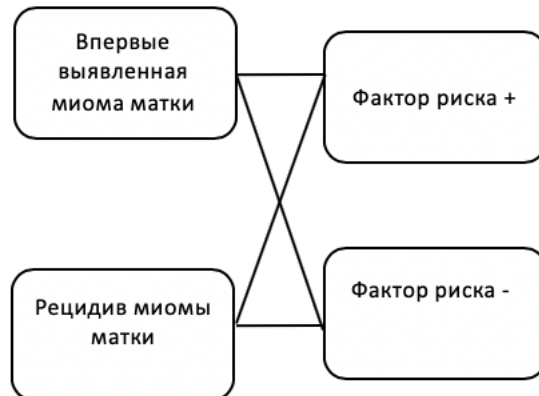 Впервые
выявленная
миома матки
Фактор риска +
Рецидив миомы
матки
Фактор риска -